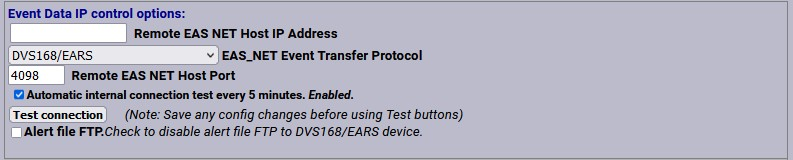 Event Data IP control options:
Remote EAS NET Host IP Address
DVS168/EARS EAS_NET Event Transfer Protocol
4098 Remote EAS NET Host Port
Automatic internal connection test every 5 minutes. Enabled.
Test connection (Note: Save any config changes before using Test buttons)
Alert file FTP.Check to disable alert file FTP to DVS168/EARS device.